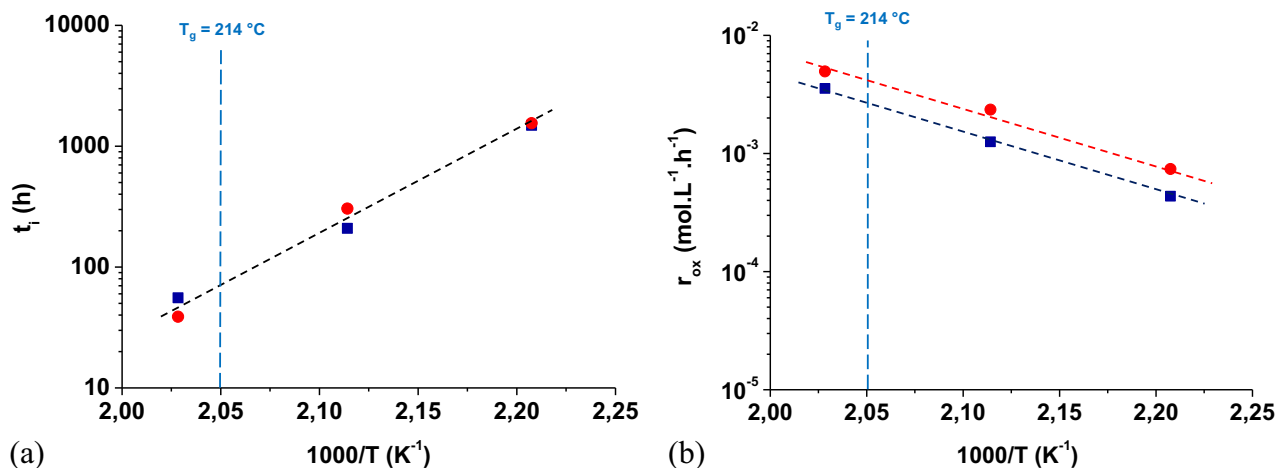 T_g = 214 °C
10000
1000
100
10
t_i (h)
2,00 2,05 2,10 2,15 2,20 2,25
1000/T (K⁻¹)
(a)
T_g = 214 °C
10⁻²
10⁻³
10⁻⁴
10⁻⁵
r_ox (mol.L⁻¹.h⁻¹)
2,00 2,05 2,10 2,15 2,20 2,25
1000/T (K⁻¹)
(b)